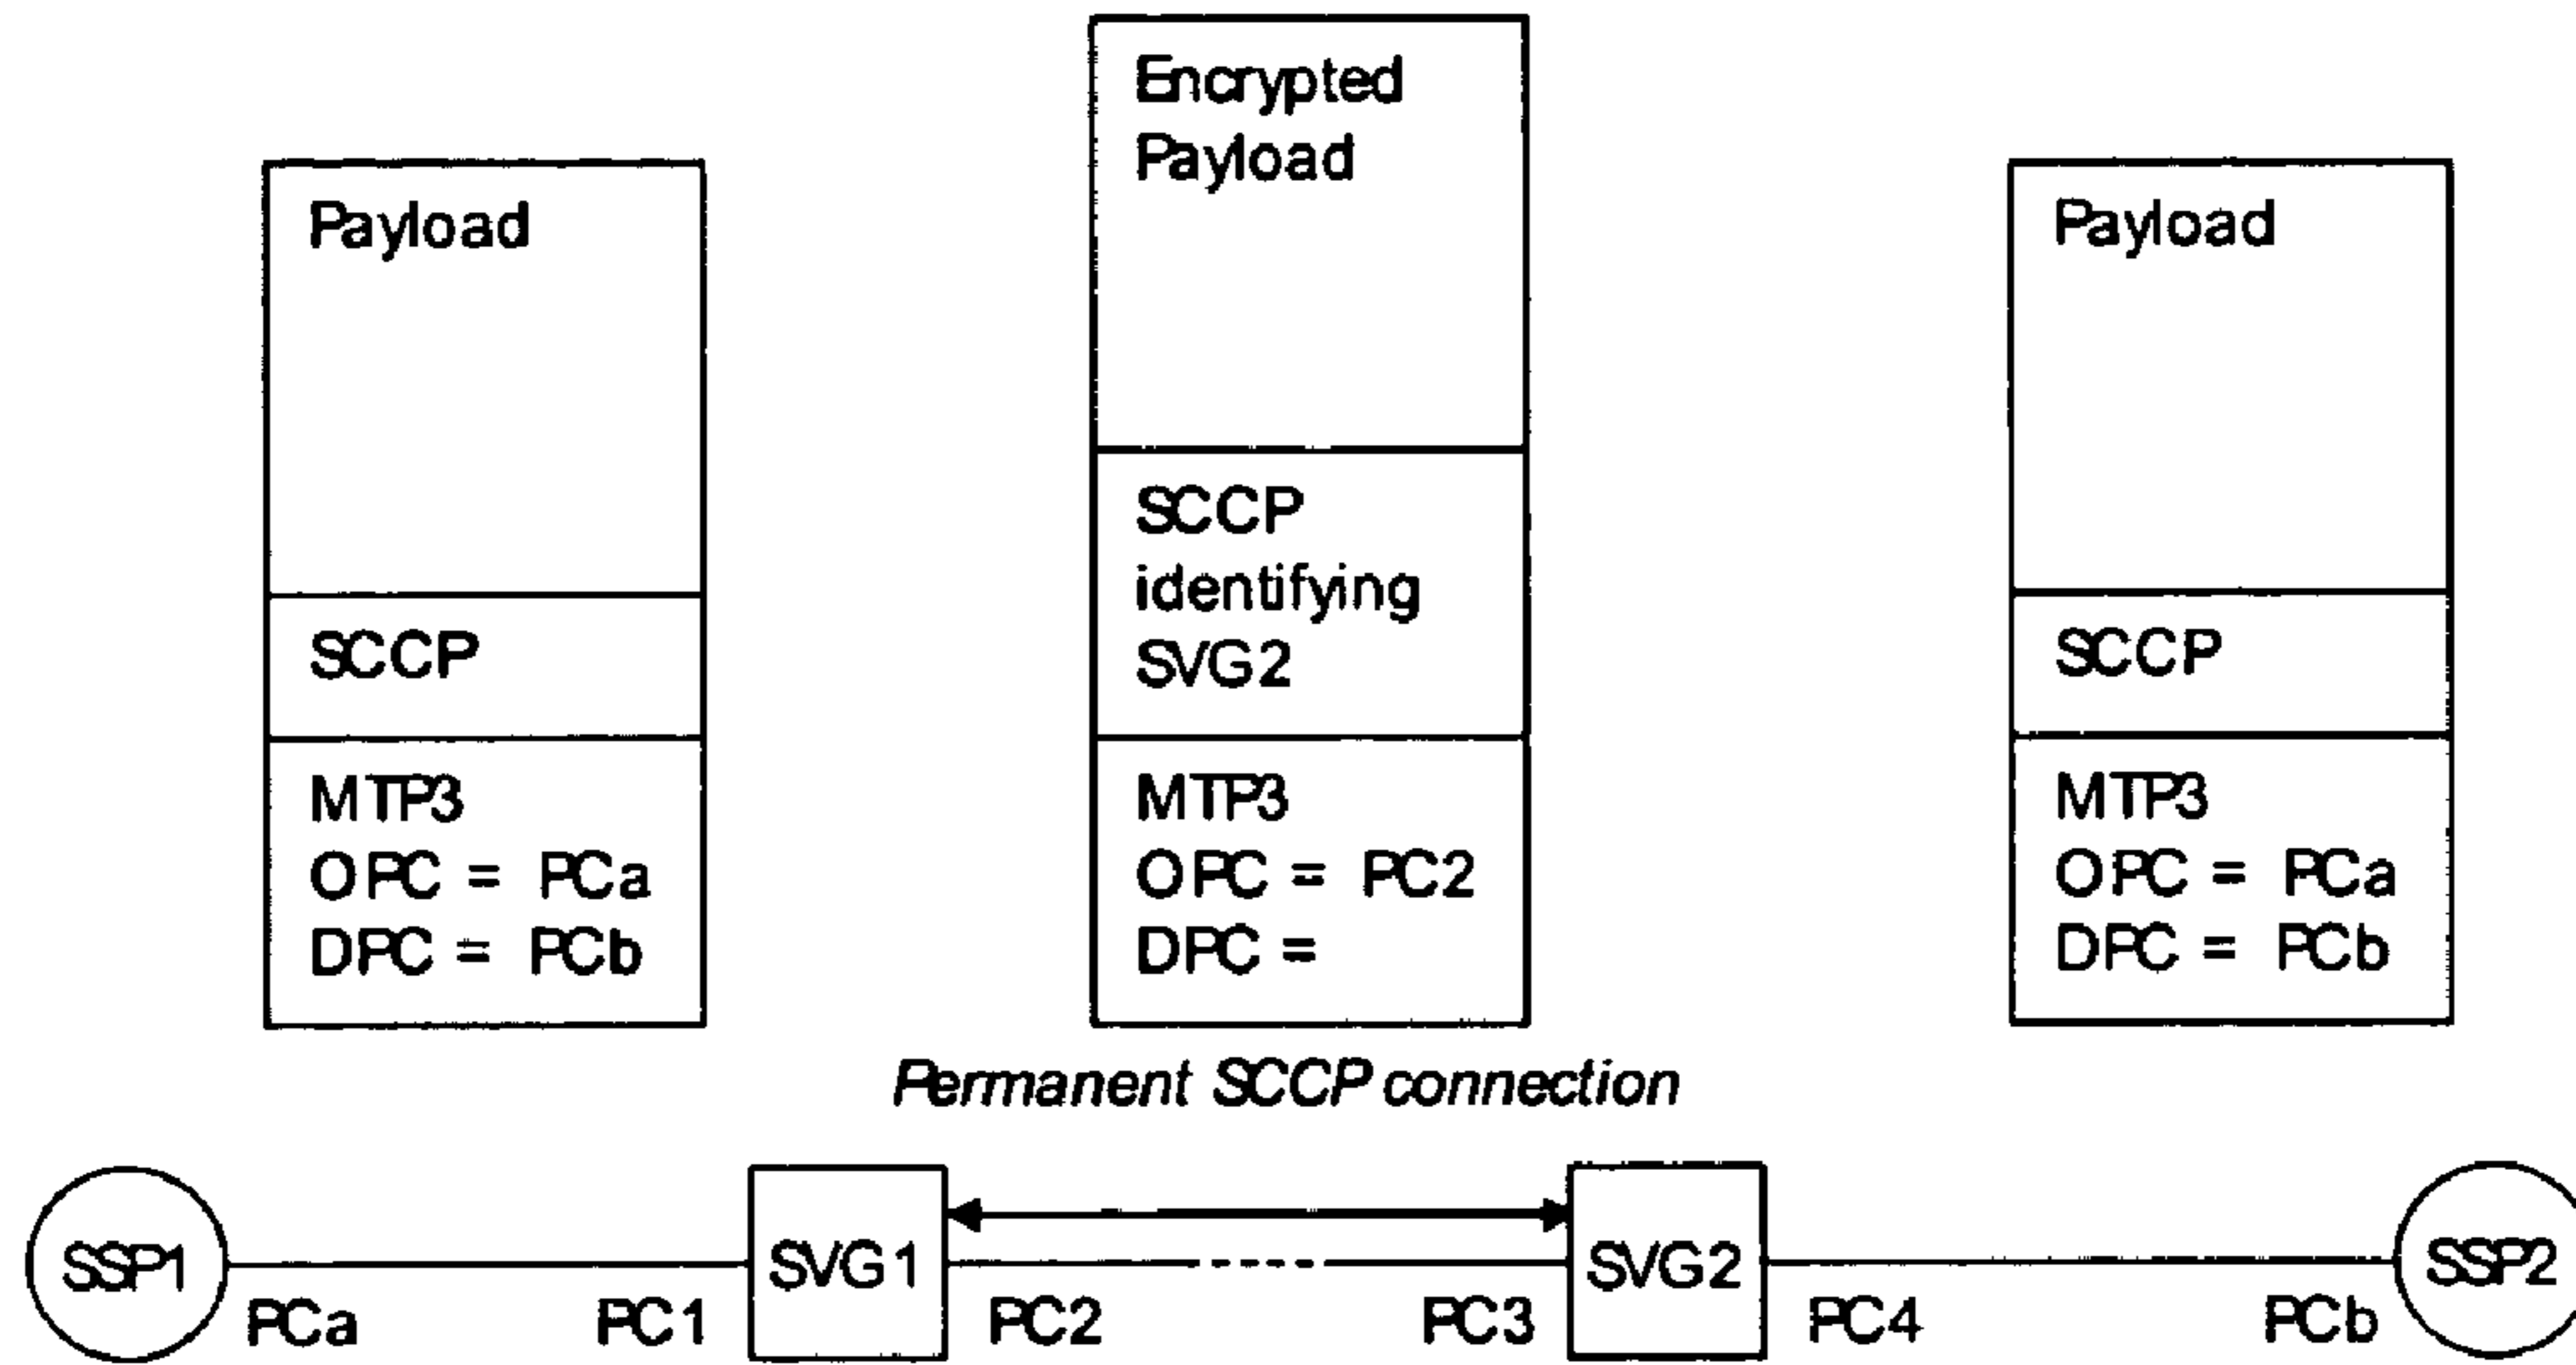 Payload
SCCP
MTP3
OPC = PCa
DPC = PCb
Encrypted
Payload
SCCP
identifying
SVG2
MTP3
OPC = PC2
DPC =
Payload
SCCP
MTP3
OPC = PCa
DPC = PCb
Permanent SCCP connection
SSP1
SVG1
SVG2
SSP2
PCa
PC1
PC2
PC3
PC4
PCb